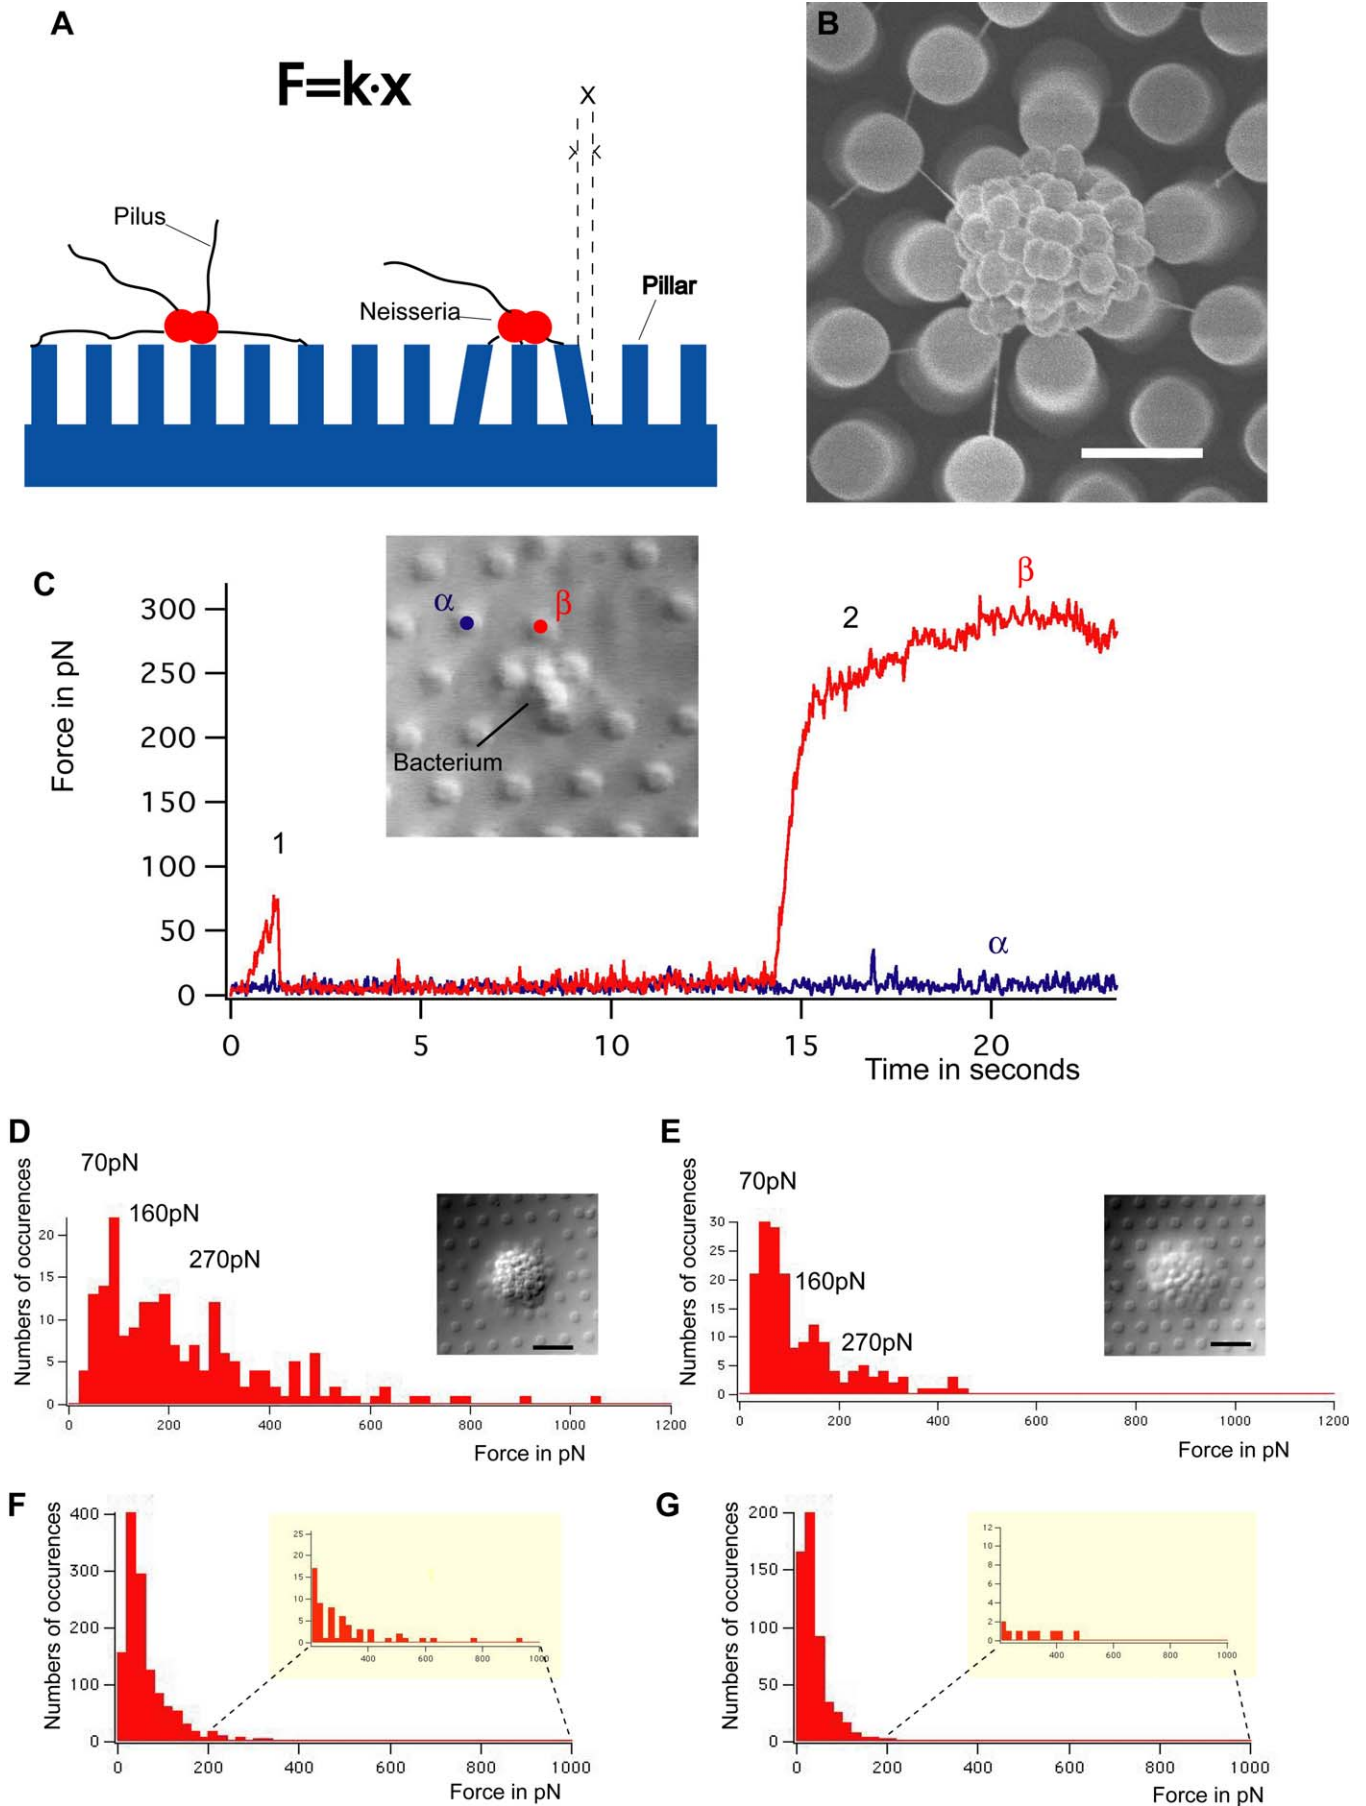 A
F=k·x
X
Pilus
Neisseria
Pillar
B
C
Force in pN
300
250
200
150
100
50
0
1
α
β
Bacterium
2
β
α
0 5 10 15 20
Time in seconds
D
Numbers of occurences
70pN
160pN
270pN
20
15
10
5
0
0 200 400 600 800 1000 1200
Force in pN
E
Numbers of occurences
70pN
160pN
270pN
30
25
20
15
10
5
0
0 200 400 600 800 1000 1200
Force in pN
F
Numbers of occurences
400
300
200
100
0
0 200 400 600 800 1000
Force in pN
25
20
15
10
5
0
400 600 800 1000
G
Numbers of occurences
200
150
100
50
0
0 200 400 600 800 1000
Force in pN
12
10
8
6
4
2
0
400 600 800 1000